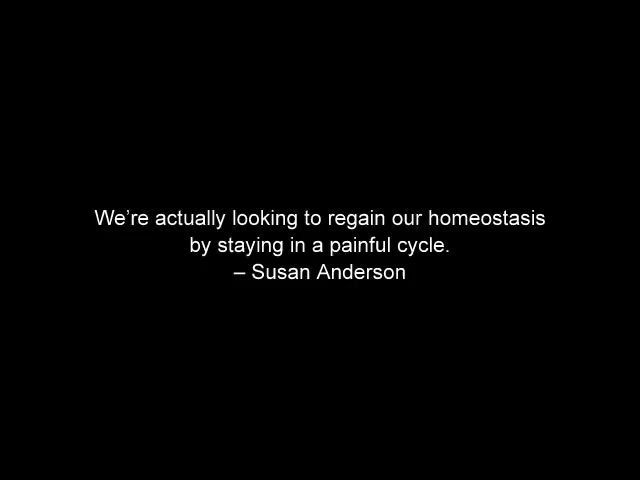 We’re actually looking to regain our homeostasis
by staying in a painful cycle.
– Susan Anderson